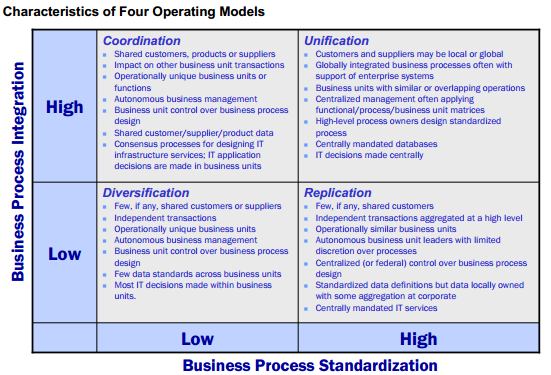 Characteristics of Four Operating Models
Business Process Integration
High
Coordination
Shared customers, products or suppliers
Impact on other business unit transactions
Operationally unique business units or
functions
Autonomous business management
Business unit control over business process
design
Shared customer/supplier/product data
Consensus processes for designing IT
infrastructure services; IT application
decisions are made in business units
Unification
Customers and suppliers may be local or global
Globally integrated business processes often with
support of enterprise systems
Business units with similar or overlapping operations
Centralized management often applying
functional/process/business unit matrices
High-level process owners design standardized
process
Centrally mandated databases
IT decisions made centrally
Low
Diversification
Few, if any, shared customers or suppliers
Independent transactions
Operationally unique business units
Autonomous business management
Business unit control over business process
design
Few data standards across business units
Most IT decisions made within business
units.
Replication
Few, if any, shared customers
Independent transactions aggregated at a high level
Operationally similar business units
Autonomous business unit leaders with limited
discretion over processes
Centralized (or federal) control over business process
design
Standardized data definitions but data locally owned
with some aggregation at corporate
Centrally mandated IT services
Low
High
Business Process Standardization